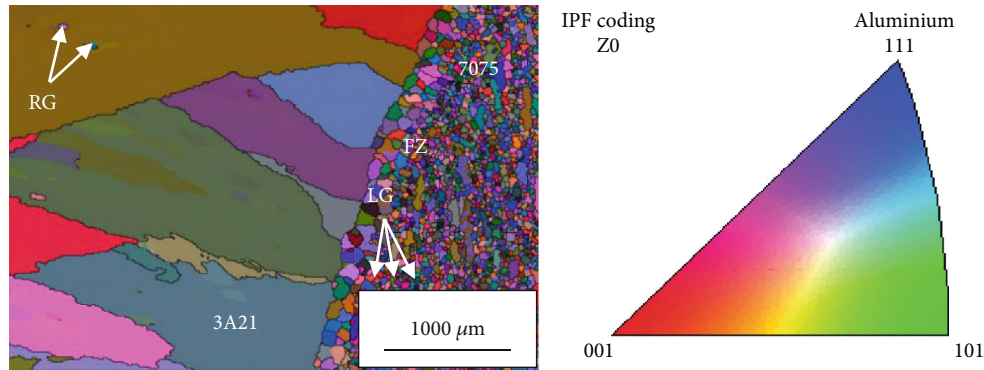 RG
7075
FZ
LG
3A21
1000 μm
IPF coding
Z0
Aluminium
111
001
101